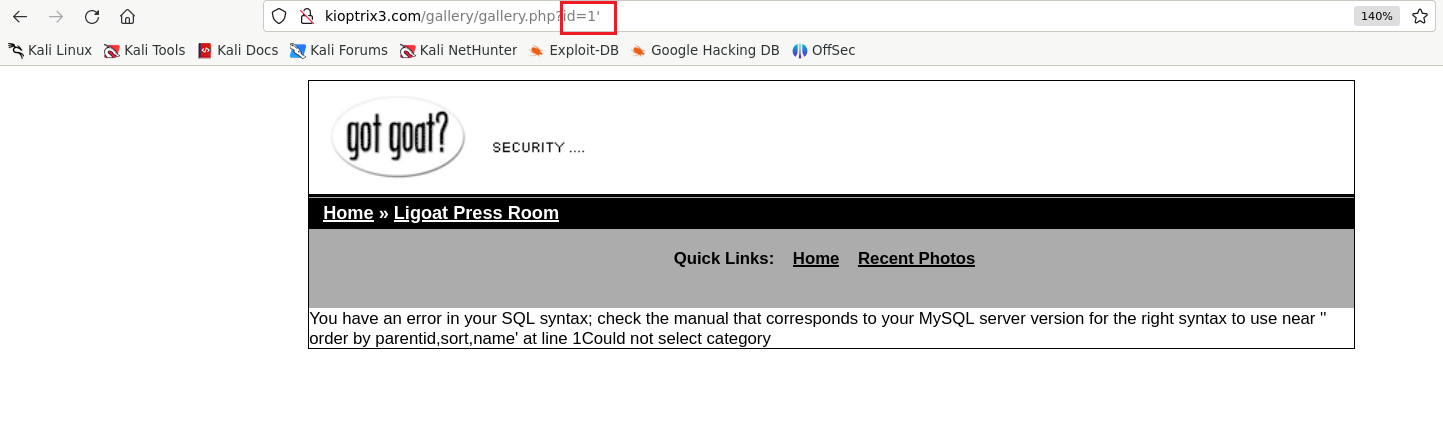 kioptrix3.com/gallery/gallery.php?id=1' 140%
Kali Linux Kali Tools Kali Docs Kali Forums Kali NetHunter Exploit-DB Google Hacking DB OffSec
got goat? SECURITY ....
Home » Ligoat Press Room
Quick Links: Home Recent Photos
You have an error in your SQL syntax; check the manual that corresponds to your MySQL server version for the right syntax to use near ''
order by parentid,sort,name' at line 1Could not select category